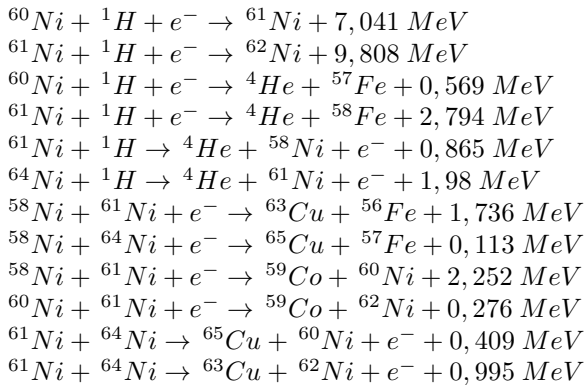 ⁶⁰Ni + ¹H + e⁻ → ⁶¹Ni + 7,041 MeV
⁶¹Ni + ¹H + e⁻ → ⁶²Ni + 9,808 MeV
⁶⁰Ni + ¹H + e⁻ → ⁴He + ⁵⁷Fe + 0,569 MeV
⁶¹Ni + ¹H + e⁻ → ⁴He + ⁵⁸Fe + 2,794 MeV
⁶¹Ni + ¹H → ⁴He + ⁵⁸Ni + e⁻ + 0,865 MeV
⁶⁴Ni + ¹H → ⁴He + ⁶¹Ni + e⁻ + 1,98 MeV
⁵⁸Ni + ⁶¹Ni + e⁻ → ⁶³Cu + ⁵⁶Fe + 1,736 MeV
⁵⁸Ni + ⁶⁴Ni + e⁻ → ⁶⁵Cu + ⁵⁷Fe + 0,113 MeV
⁵⁸Ni + ⁶¹Ni + e⁻ → ⁵⁹Co + ⁶⁰Ni + 2,252 MeV
⁶⁰Ni + ⁶¹Ni + e⁻ → ⁵⁹Co + ⁶²Ni + 0,276 MeV
⁶¹Ni + ⁶⁴Ni → ⁶⁵Cu + ⁶⁰Ni + e⁻ + 0,409 MeV
⁶¹Ni + ⁶⁴Ni → ⁶³Cu + ⁶²Ni + e⁻ + 0,995 MeV